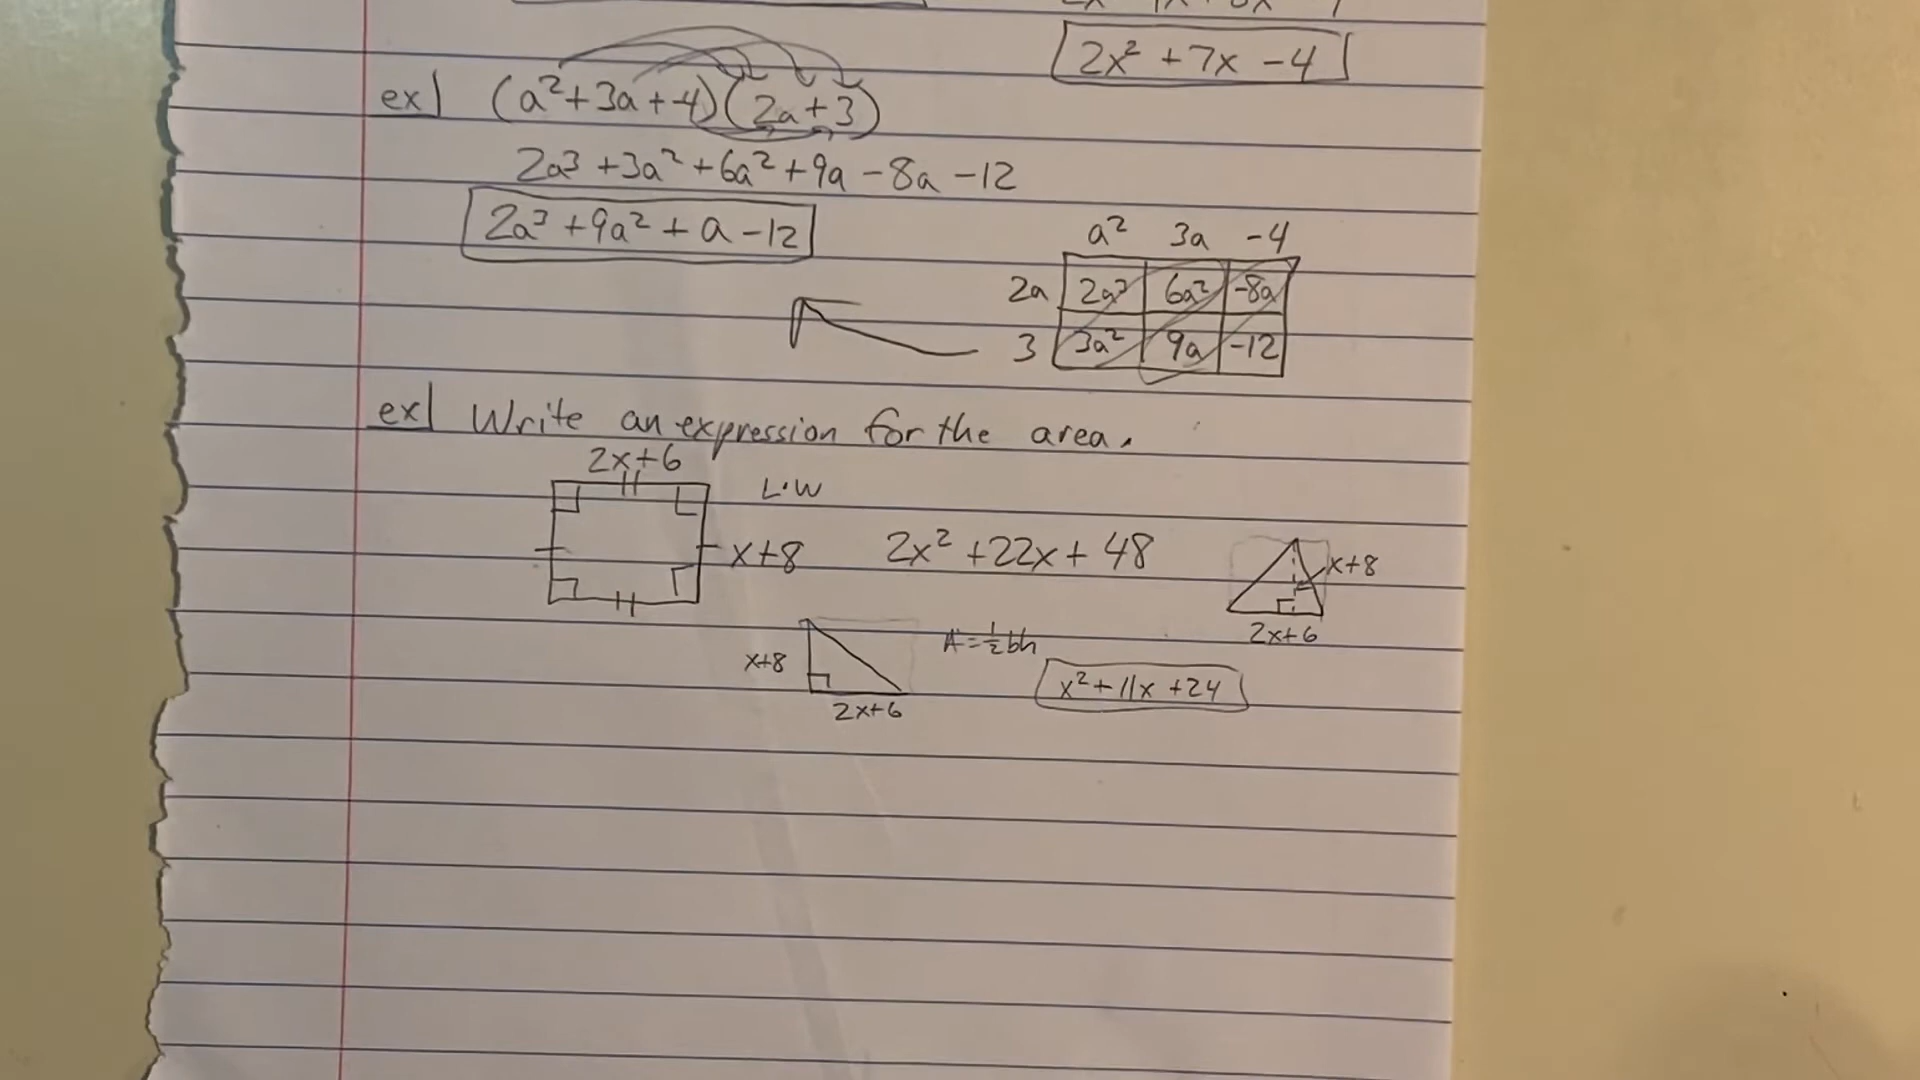 2x² + 7x - 4
ex) (a² + 3a + -4)(2a + 3)
2a³ + 3a² + 6a² + 9a - 8a - 12
2a³ + 9a² + a - 12
a² 3a -4
2a 2a³ 6a² -8a
3 3a² 9a -12
ex) Write an expression for the area.
2x+6
L·W
x+8 2x² + 22x + 48
x+8
2x+6
x+8
A = ½bh
x² + 11x + 24
2x+6